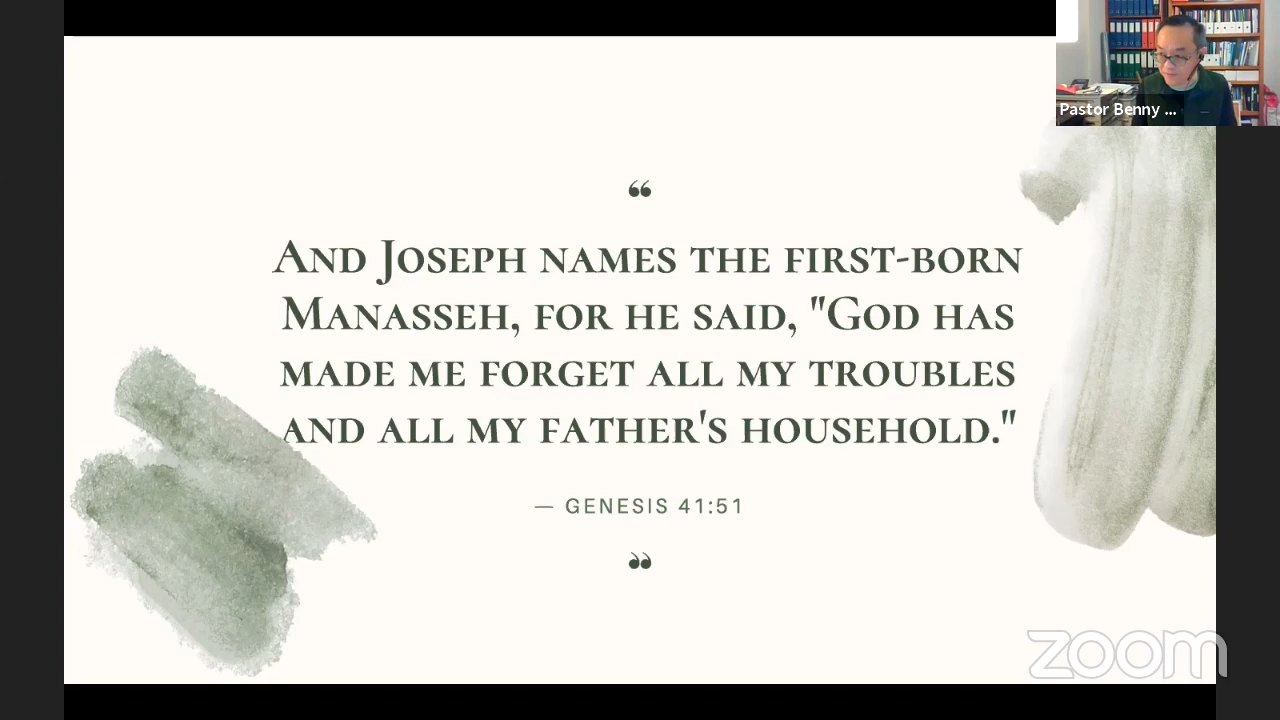 Pastor Benny ...
❝
And Joseph names the first-born
Manasseh, for he said, "God has
made me forget all my troubles
and all my father's household."
— GENESIS 41:51
❞
zoom